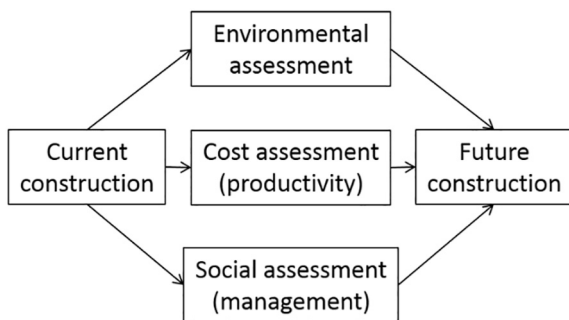 Environmental
assessment
Current
construction
Cost assessment
(productivity)
Future
construction
Social assessment
(management)